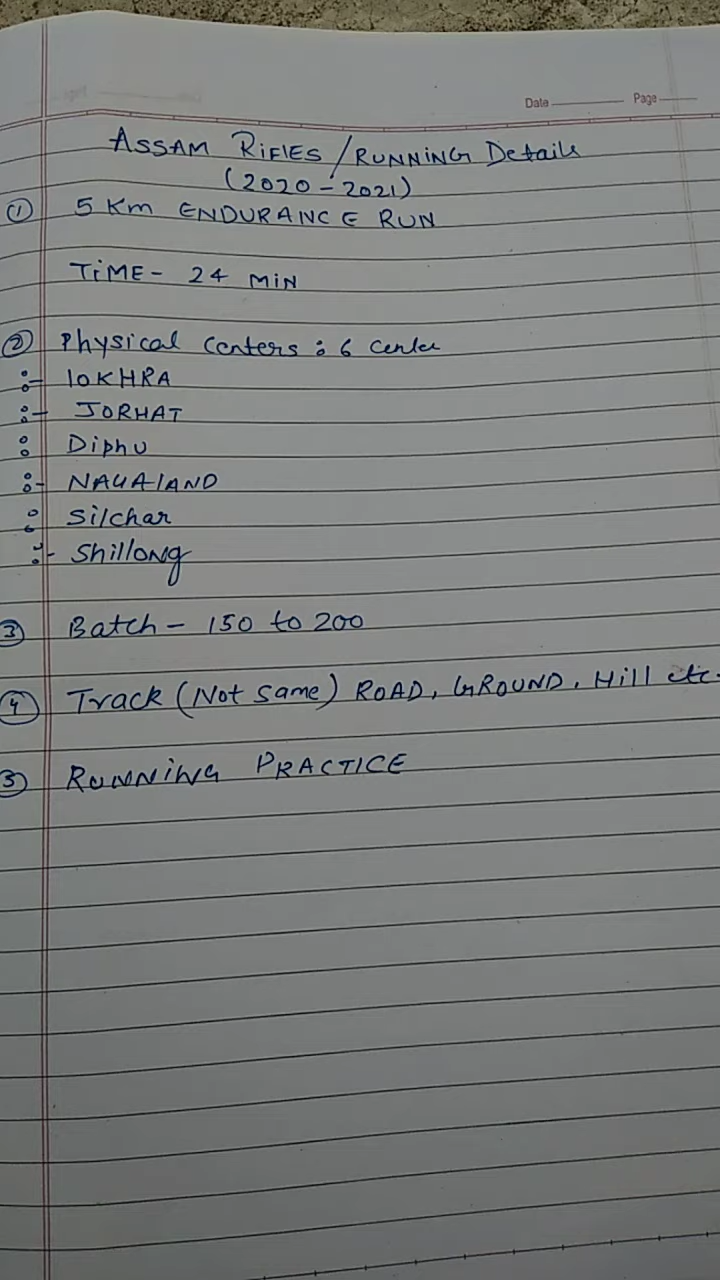 Date Page
ASSAM RIFLES / RUNNING Details
(2020-2021)
① 5 Km ENDURANCE RUN
TIME - 24 MIN
② Physical Centers : 6 Center
:- LOKHRA
:- JORHAT
: Diphu
:- NAGALAND
: Silchar
:- Shillong
3 Batch - 150 to 200
④ Track (Not Same) ROAD, GROUND, Hill etc.
5 RUNNING PRACTICE